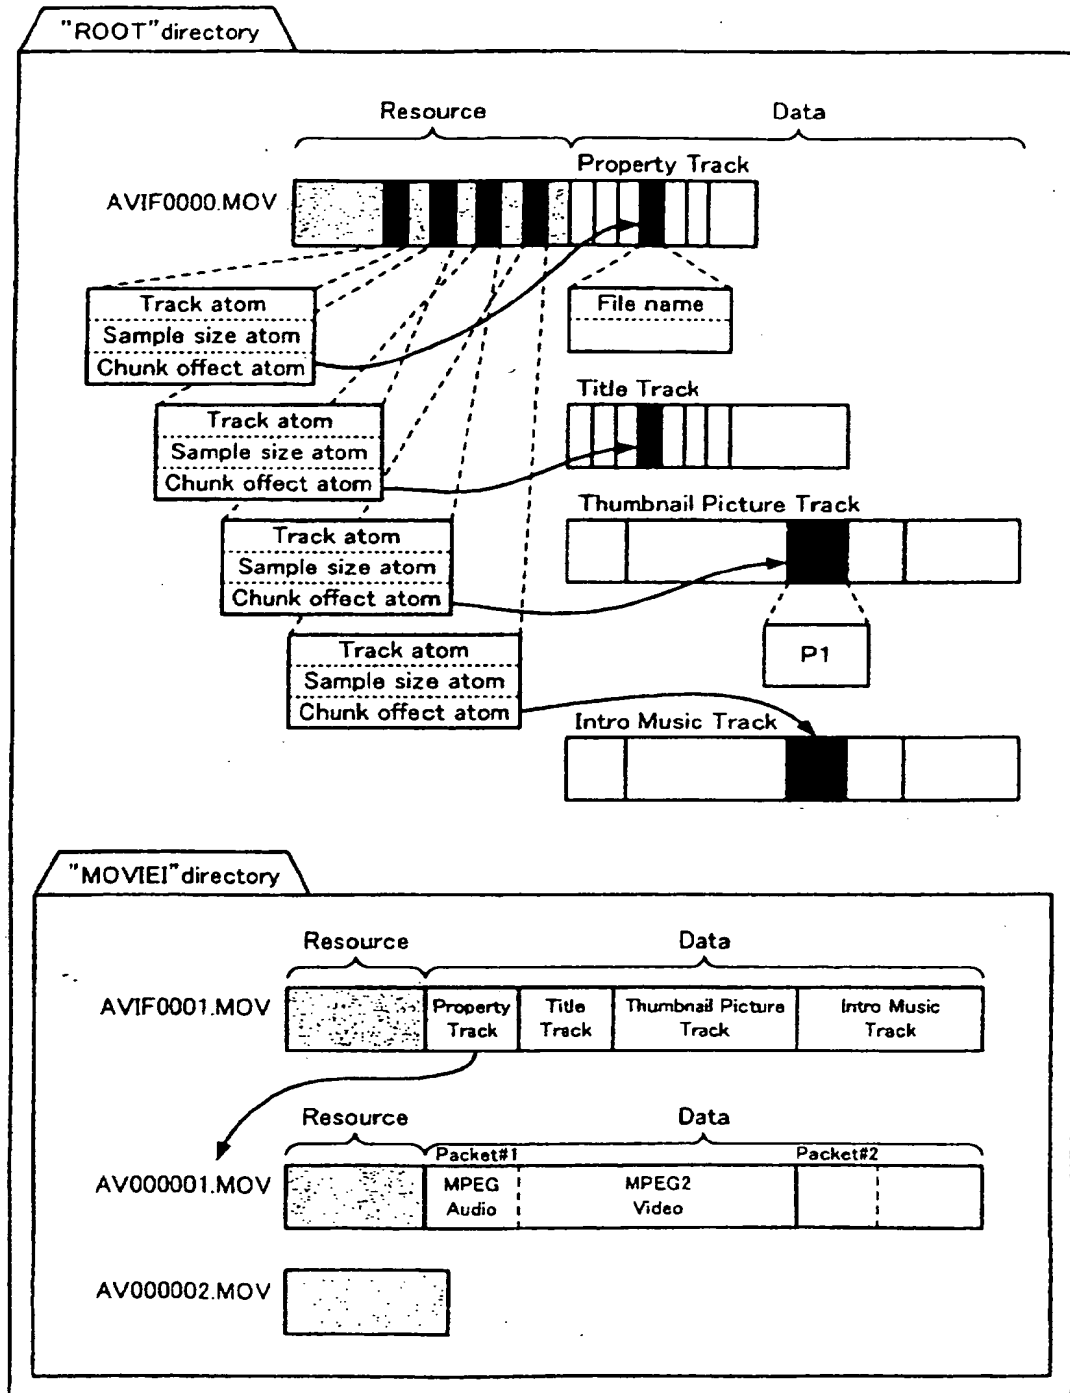 "ROOT" directory
Resource
Data
Property Track
AVIF0000.MOV
Track atom
Sample size atom
Chunk offect atom
File name
Title Track
Track atom
Sample size atom
Chunk offect atom
Thumbnail Picture Track
Track atom
Sample size atom
Chunk offect atom
P1
Track atom
Sample size atom
Chunk offect atom
Intro Music Track
"MOVIEI" directory
Resource
Data
AVIF0001.MOV
Property
Track
Title
Track
Thumbnail Picture
Track
Intro Music
Track
Resource
Data
Packet#1
Packet#2
AV000001.MOV
MPEG
Audio
MPEG2
Video
AV000002.MOV